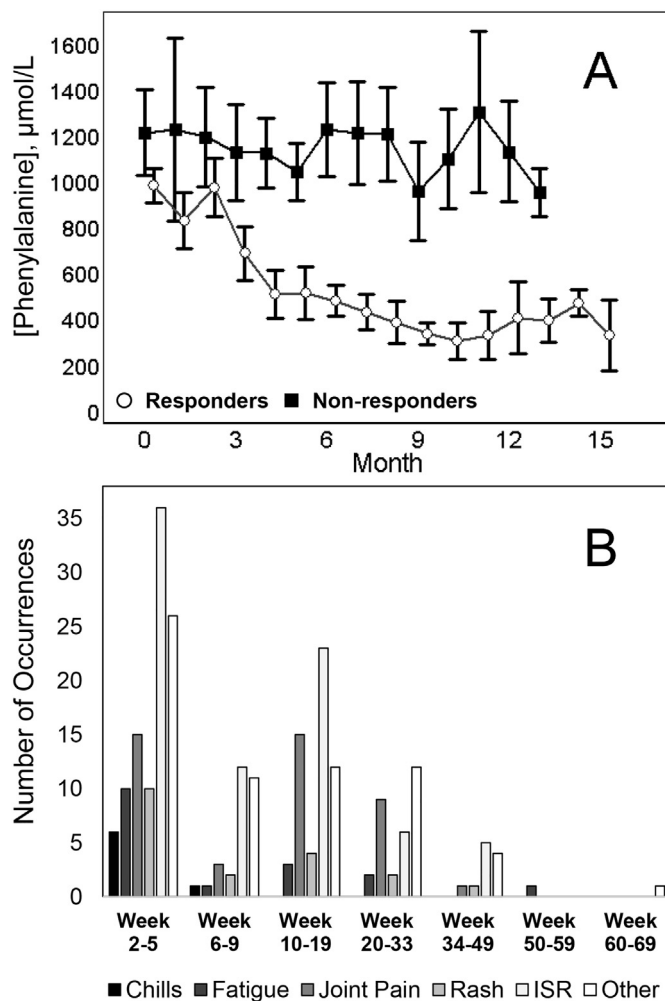 A
[Phenylalanine], μmol/L
1600
1400
1200
1000
800
600
400
200
0
Responders Non-responders
0 3 6 9 12 15
Month
B
Number of Occurrences
35
30
25
20
15
10
5
0
Week Week Week Week Week Week Week
2-5 6-9 10-19 20-33 34-49 50-59 60-69
Chills Fatigue Joint Pain Rash ISR Other